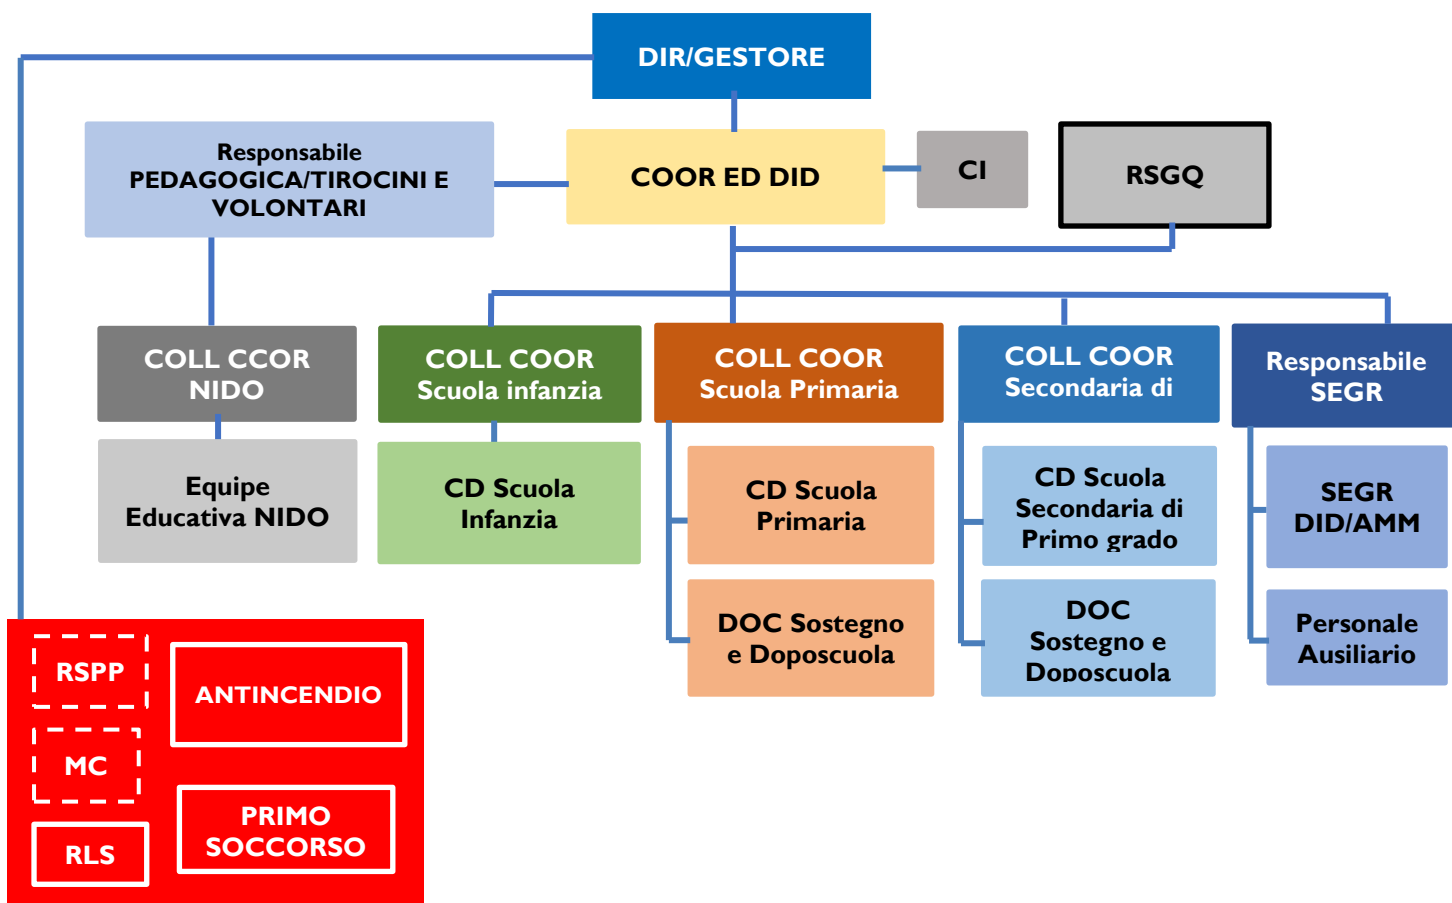 DIR/GESTORE
Responsabile
PEDAGOGICA/TIROCINI E
VOLONTARI
COOR ED DID
CI
RSGQ
COLL CCOR
NIDO
COLL COOR
Scuola infanzia
COLL COOR
Scuola Primaria
COLL COOR
Secondaria di
Responsabile
SEGR
Equipe
Educativa NIDO
CD Scuola
Infanzia
CD Scuola
Primaria
CD Scuola
Secondaria di
Primo grado
SEGR
DID/AMM
DOC Sostegno
e Doposcuola
DOC
Sostegno e
Doposcuola
Personale
Ausiliario
RSPP
ANTINCENDIO
MC
PRIMO
SOCCORSO
RLS